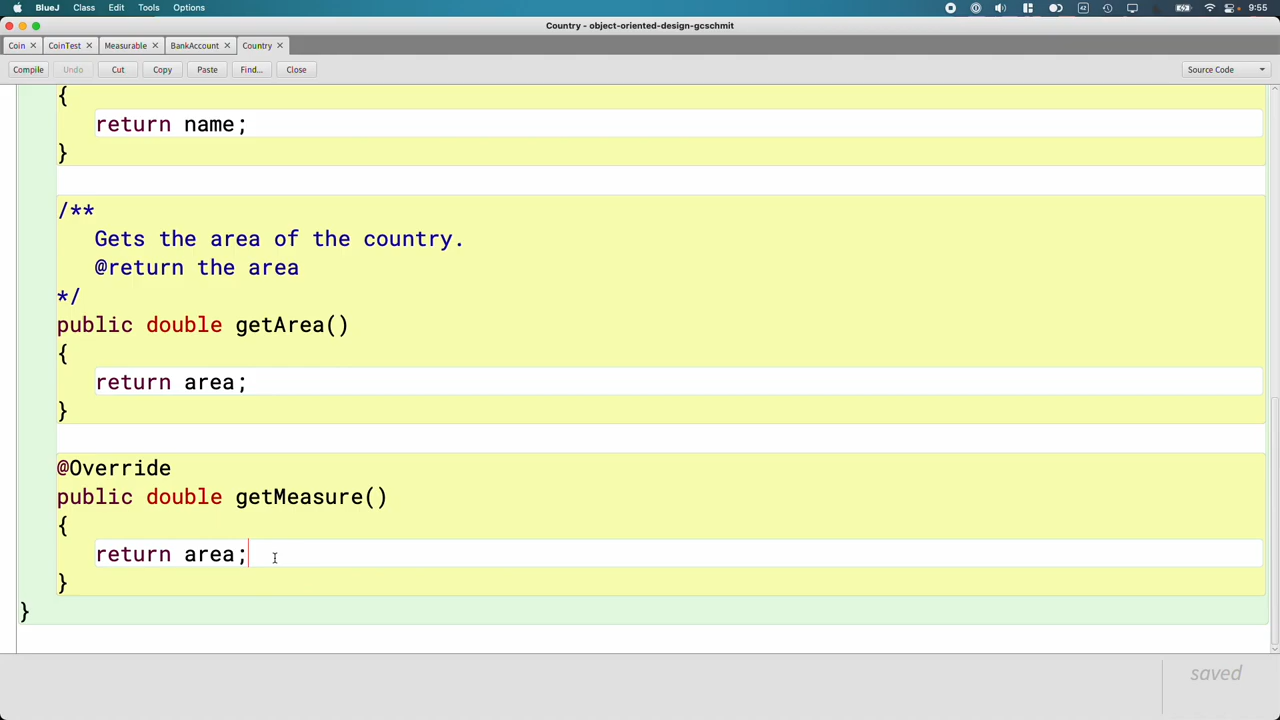 BlueJ Class Edit Tools Options 42 9:55
Country - object-oriented-design-gcschmit
Coin CoinTest Measurable BankAccount Country
Compile Undo Cut Copy Paste Find... Close Source Code
{
return name;
}
/**
Gets the area of the country.
@return the area
*/
public double getArea()
{
return area;
}
@Override
public double getMeasure()
{
return area;
}
}
saved